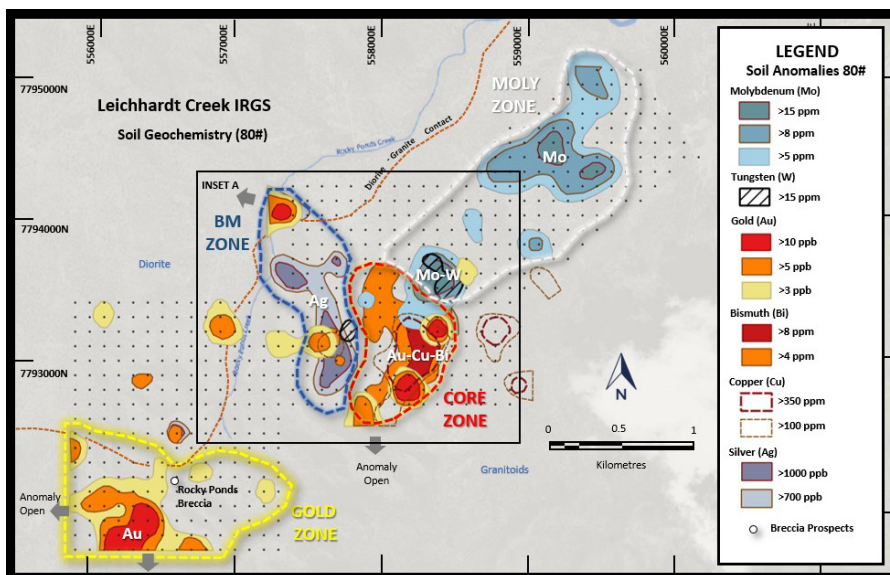 556000E
557000E
558000E
559000E
560000E
7795000N
7794000N
7793000N
Leichhardt Creek IRGS
Soil Geochemistry (80#)
Rocky Ponds Creek
Diorite - Granite Contact
MOLY
ZONE
Mo
INSET A
BM
ZONE
Diorite
Ag
Mo-W
Au-Cu-Bi
Rocky Ponds Creek
CORE
ZONE
N
0
0.5
1
Kilometres
Anomaly
Open
Granitoids
Rocky Ponds
Breccia
Anomaly
Open
Au
GOLD
ZONE
LEGEND
Soil Anomalies 80#
Molybdenum (Mo)
>15 ppm
>8 ppm
>5 ppm
Tungsten (W)
>15 ppm
Gold (Au)
>10 ppb
>5 ppb
>3 ppb
Bismuth (Bi)
>8 ppm
>4 ppm
Copper (Cu)
>350 ppm
>100 ppm
Silver (Ag)
>1000 ppb
>700 ppb
Breccia Prospects